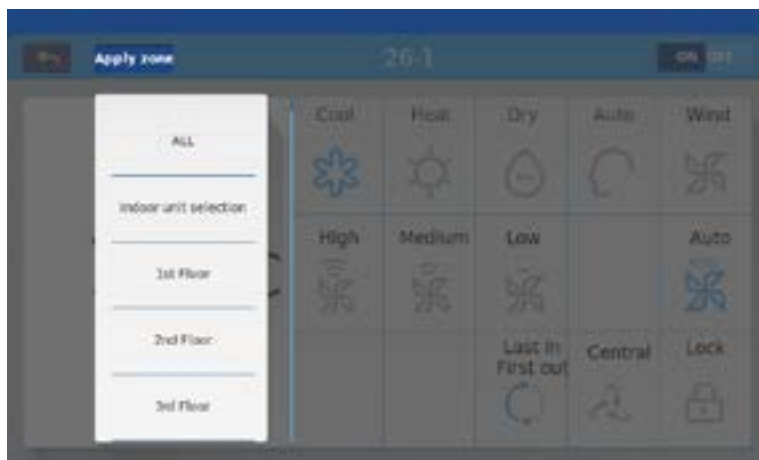 Apply zone
26-1
ON OFF
ALL
Indoor unit selection
1st Floor
2nd Floor
3rd Floor
C
Cool
Heat
Dry
Auto
Wind
High
Medium
Low
Auto
Last in
First out
Central
Lock